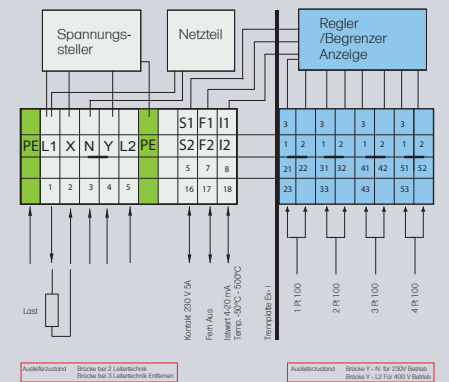 Spannungs-
steller
Netzteil
Regler
/Begrenzer
Anzeige
S1 F1 I1
3 3 3 3
PE L1 X N Y L2 PE S2 F2 I2
1 2 1 2 1 2 1 2
5 7 8
21 22 31 32 41 42 51 52
1 2 3 4 5
16 17 18
23 33 43 53
Last
Kontakt 230 V 5A
Fern Aus
Istwert 4-20 mA
Temp. -50°C - 500°C
Trennplatte Ex- I
1 Pt 100
2 Pt 100
3 Pt 100
4 Pt 100
Auslieferzustand Brücke bei 2 Leitertechnik
Brücke bei 3 Leitertechnik Entfernen
Auslieferzustand Brücke Y - N für 230V Betrieb
Brücke Y - L2 Für 400 V Betrieb